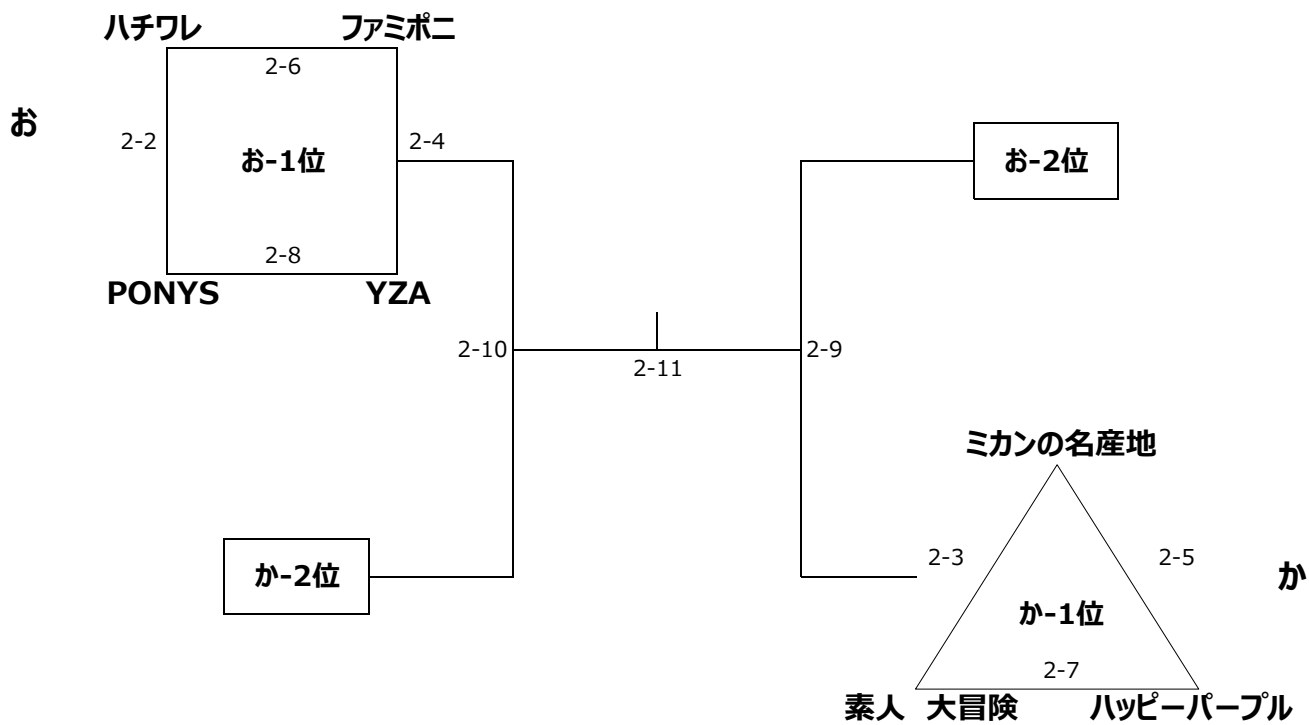 ハチワレ ファミポニ
2-6
お
2-2
お-1位
2-4
お-2位
2-8
PONYS YZA
2-10
2-11
2-9
ミカンの名産地
か-2位
2-3
2-5
か
か-1位
2-7
素人 大冒険 ハッピーパープル